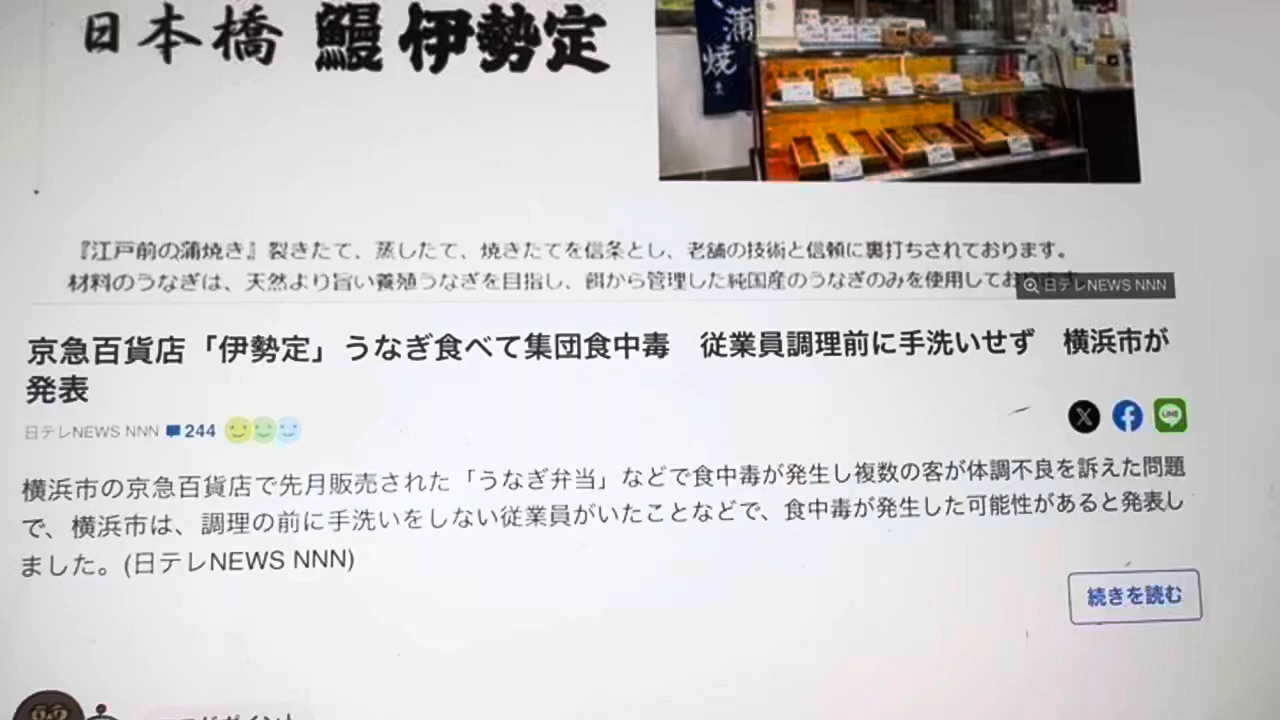 日本橋 鰻 伊勢定
蒲焼
『江戸前の蒲焼き』裂きたて、蒸したて、焼きたてを信条とし、老舗の技術と信頼に裏打ちされております。
材料のうなぎは、天然より旨い養殖うなぎを目指し、餌から管理した純国産のうなぎのみを使用してお
日テレNEWS NNN
京急百貨店「伊勢定」うなぎ食べて集団食中毒　従業員調理前に手洗いせず　横浜市が
発表
日テレNEWS NNN 244
LINE
横浜市の京急百貨店で先月販売された「うなぎ弁当」などで食中毒が発生し複数の客が体調不良を訴えた問題
で、横浜市は、調理の前に手洗いをしない従業員がいたことなどで、食中毒が発生した可能性があると発表し
ました。(日テレNEWS NNN)
続きを読む